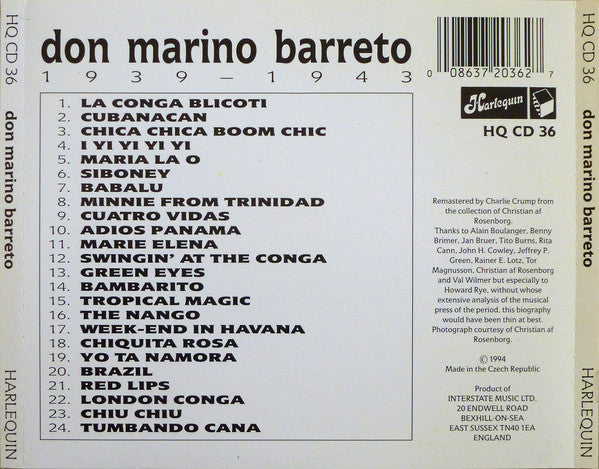 HQ CD 36
don marino barreto
HARLEQUIN
don marino barreto
1939-1943
0 08637 20362 7
Harlequin
HQ CD 36
1. LA CONGA BLICOTI
2. CUBANACAN
3. CHICA CHICA BOOM CHIC
4. I YI YI YI YI
5. MARIA LA O
6. SIBONEY
7. BABALU
8. MINNIE FROM TRINIDAD
9. CUATRO VIDAS
10. ADIOS PANAMA
11. MARIE ELENA
12. SWINGIN' AT THE CONGA
13. GREEN EYES
14. BAMBARITO
15. TROPICAL MAGIC
16. THE NANGO
17. WEEK-END IN HAVANA
18. CHIQUITA ROSA
19. YO TA NAMORA
20. BRAZIL
21. RED LIPS
22. LONDON CONGA
23. CHIU CHIU
24. TUMBANDO CANA
Remastered by Charlie Crump from
the collection of Christian af
Rosenborg.
Thanks to Alain Boulanger, Benny
Brimer, Jan Bruer, Tito Burns, Rita
Cann, John H. Cowley, Jeffrey P.
Green, Rainer E. Lotz, Tor
Magnusson, Christian af Rosenborg
and Val Wilmer but especially to
Howard Rye, without whose
extensive analysis of the musical
press of the period, this biography
would have been thin at best.
Photograph courtesy of Christian af
Rosenborg.
© 1994
Made in the Czech Republic
Product of
INTERSTATE MUSIC LTD.
20 ENDWELL ROAD
BEXHILL-ON-SEA
EAST SUSSEX TN40 1EA
ENGLAND
HQ CD 36
don marino barreto
HARLEQUIN